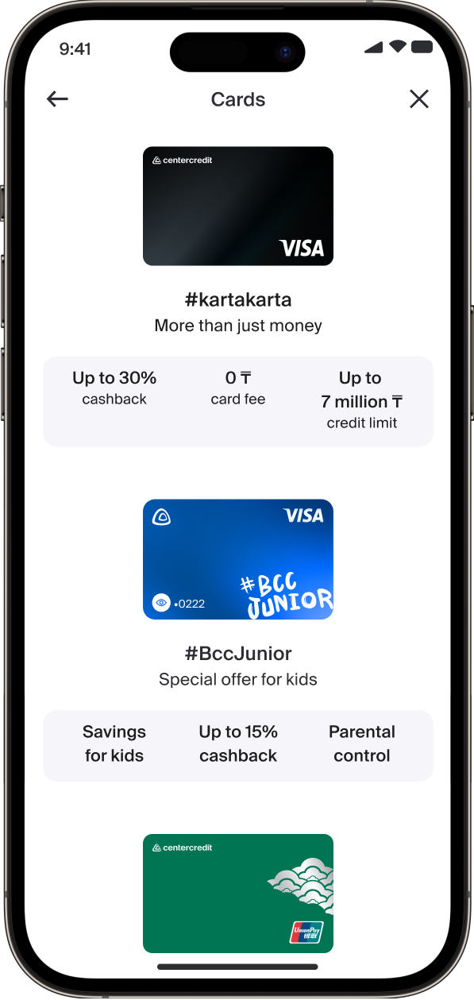 9:41
Cards
centercredit
VISA
#kartakarta
More than just money
Up to 30%
cashback
0 ₸
card fee
Up to
7 million ₸
credit limit
VISA
#BCC
JUNIOR
•0222
#BccJunior
Special offer for kids
Savings
for kids
Up to 15%
cashback
Parental
control
centercredit
UnionPay
银联